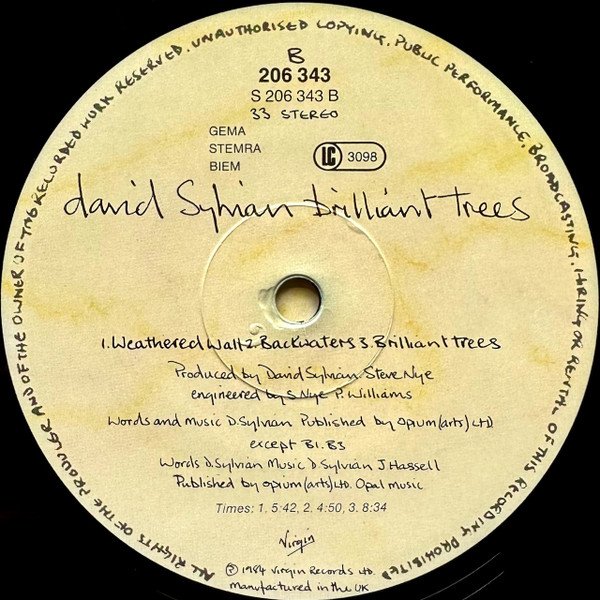 B
206 343
S 206 343 B
33 STEREO
GEMA
STEMRA
BIEM
LC 3098
david Sylvian brilliant trees
1. Weathered Wall 2. Backwaters 3. Brilliant trees
Produced by David Sylvian. Steve Nye
engineered by S. Nye P. Williams
Words and Music D. Sylvian Published by Opium (arts) LTD
except B1. B3
Words D. Sylvian Music D. Sylvian J Hassell
Published by opium (arts) LTD. Opal Music
Times: 1, 5:42, 2, 4:50, 3. 8:34
Virgin
℗ 1984 Virgin Records LTD.
manufactured in the UK
ALL RIGHTS OF THE PRODUCER AND OF THE OWNER OF THE RECORDED WORK RESERVED. UNAUTHORISED COPYING. PUBLIC PERFORMANCE. BROADCASTING. HIRING OR RENTAL OF THIS RECORDING PROHIBITED